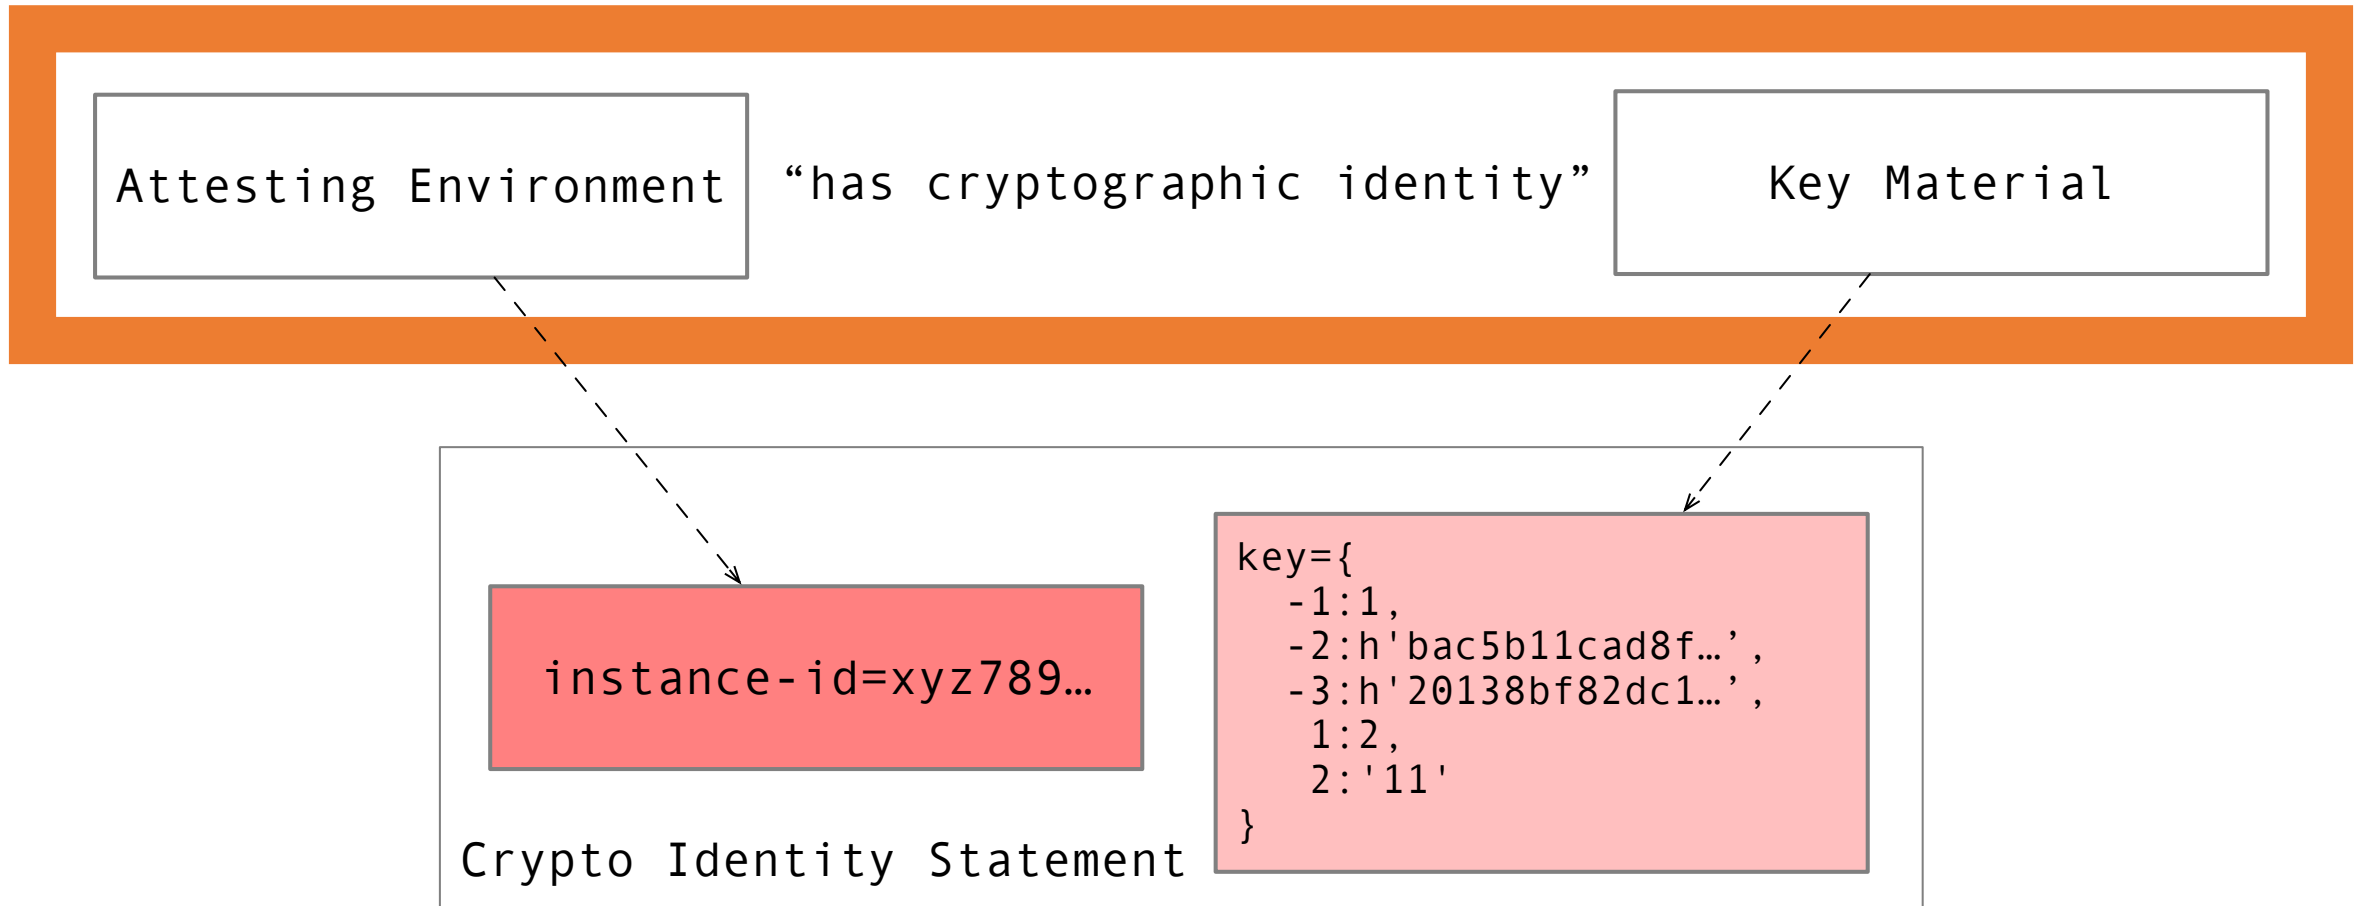 Attesting Environment
“has cryptographic identity”
Key Material
instance-id=xyz789…
key={
-1:1,
-2:h'bac5b11cad8f…’,
-3:h'20138bf82dc1…’,
1:2,
2:'11'
}
Crypto Identity Statement